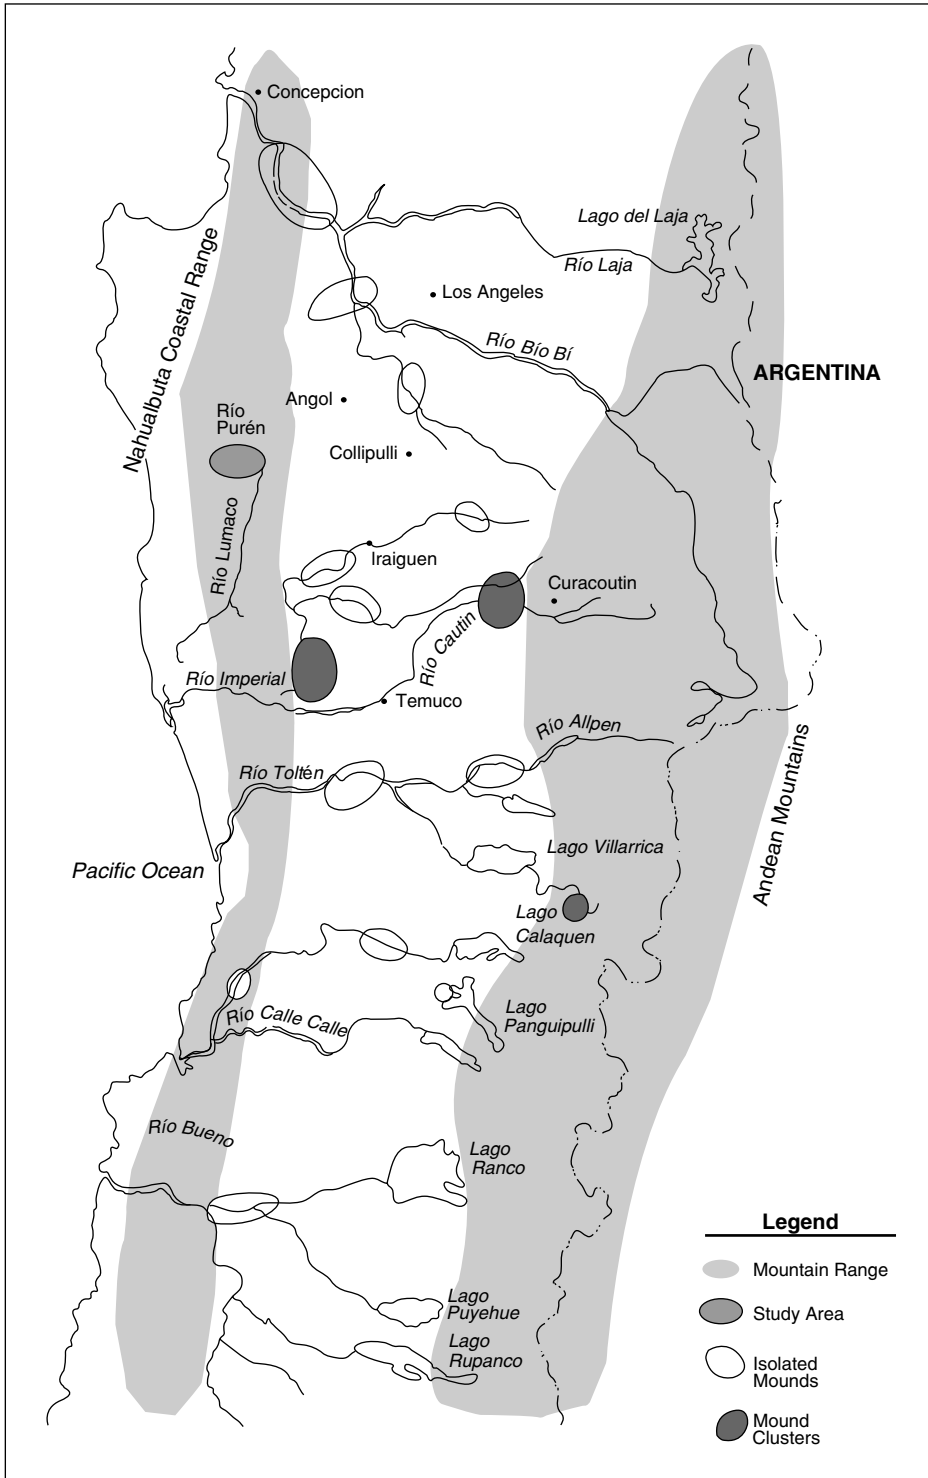 Concepcion
Lago del Laja
Río Laja
Nahualbuta Coastal Range
Los Angeles
Río Bío Bí
ARGENTINA
Angol
Río
Purén
Collipulli
Río Lumaco
Iraiguen
Curacoutin
Río Cautin
Río Imperial
Temuco
Río Allpen
Río Toltén
Andean Mountains
Lago Villarrica
Pacific Ocean
Lago
Calaquen
Lago
Panguipulli
Río Calle Calle
Río Bueno
Lago
Ranco
Lago
Puyehue
Lago
Rupanco
Legend
Mountain Range
Study Area
Isolated
Mounds
Mound
Clusters